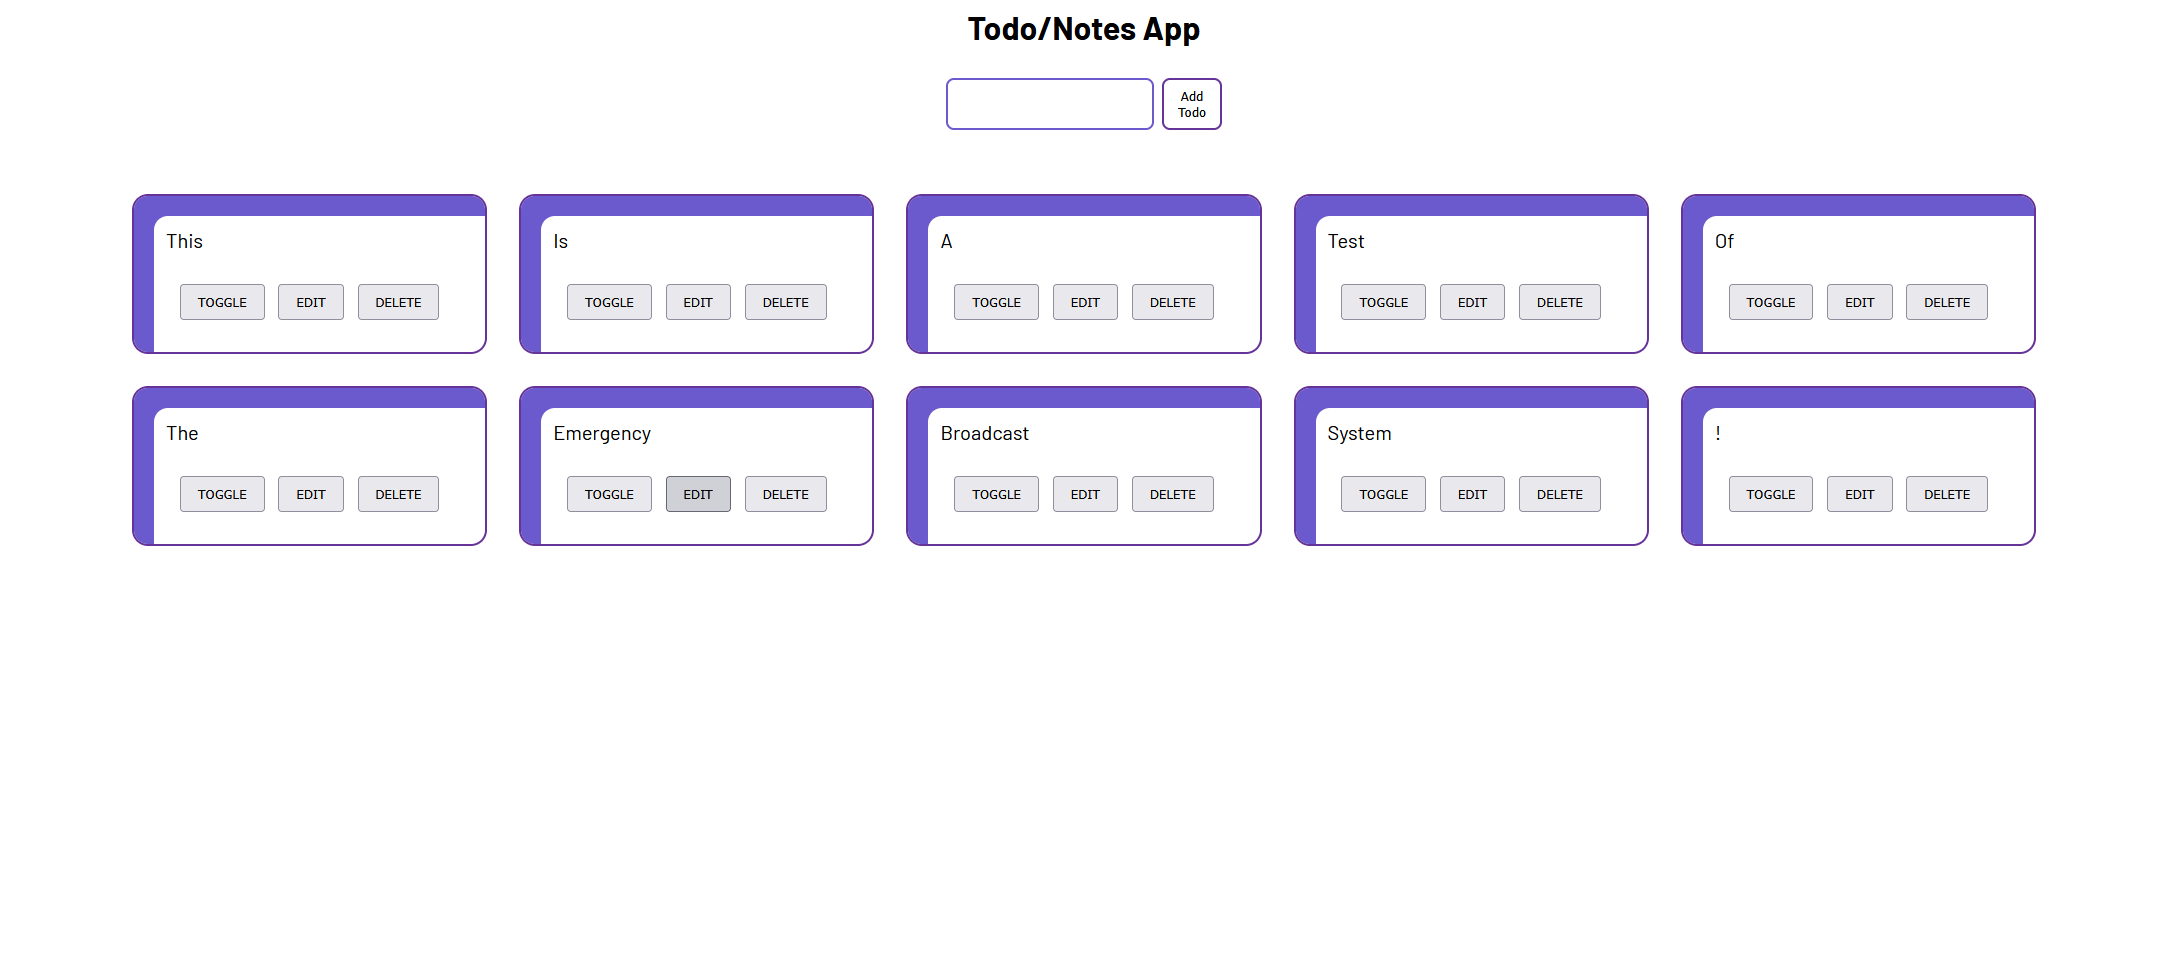 Todo/Notes App
Add
Todo
This
Is
A
Test
Of
TOGGLE EDIT DELETE
TOGGLE EDIT DELETE
TOGGLE EDIT DELETE
TOGGLE EDIT DELETE
TOGGLE EDIT DELETE
The
Emergency
Broadcast
System
!
TOGGLE EDIT DELETE
TOGGLE EDIT DELETE
TOGGLE EDIT DELETE
TOGGLE EDIT DELETE
TOGGLE EDIT DELETE